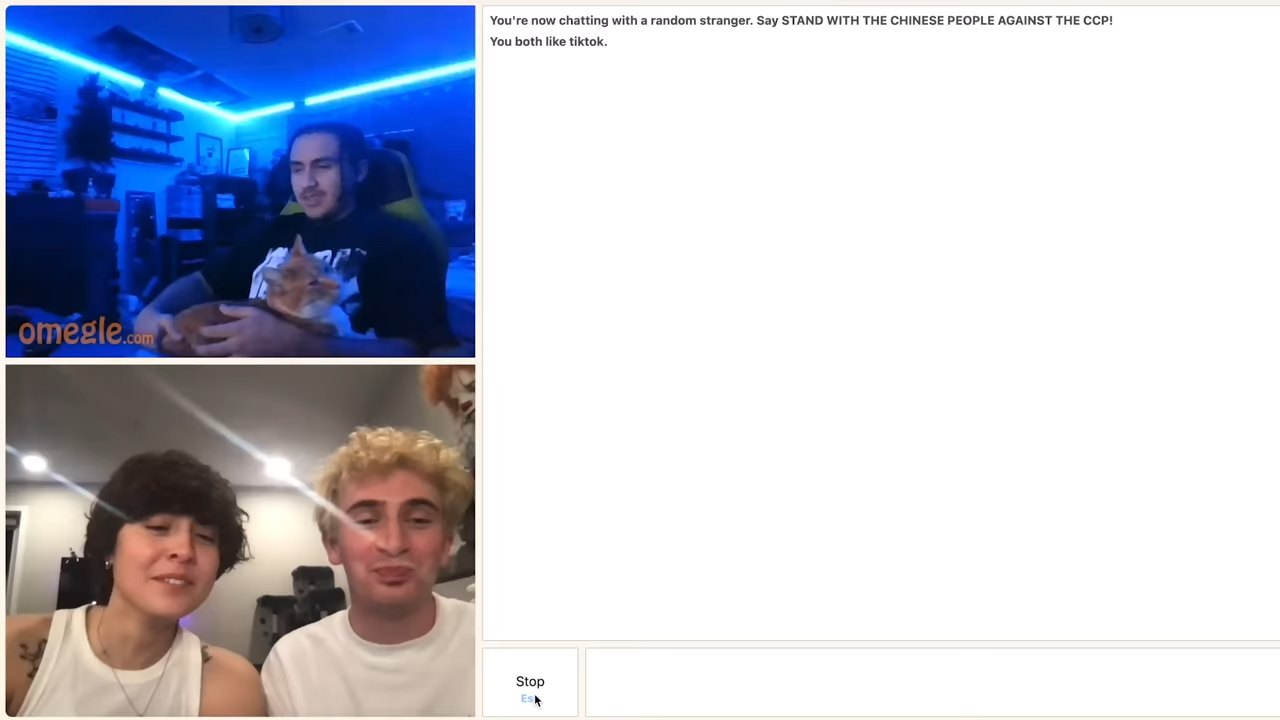 You're now chatting with a random stranger. Say STAND WITH THE CHINESE PEOPLE AGAINST THE CCP!
You both like tiktok.
omegle.com
Stop